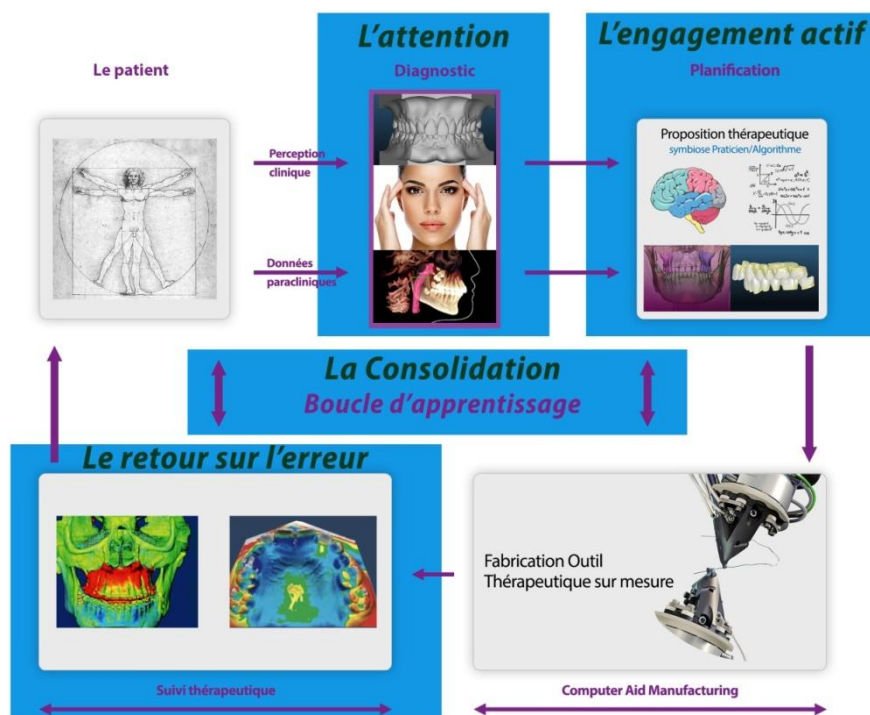 L'attention
L'engagement actif
Le patient
Diagnostic
Planification
Perception
clinique
Données
paracliniques
Proposition thérapeutique
symbiose Praticien/Algorithme
La Consolidation
Boucle d'apprentissage
Le retour sur l'erreur
Fabrication Outil
Thérapeutique sur mesure
Suivi thérapeutique
Computer Aid Manufacturing